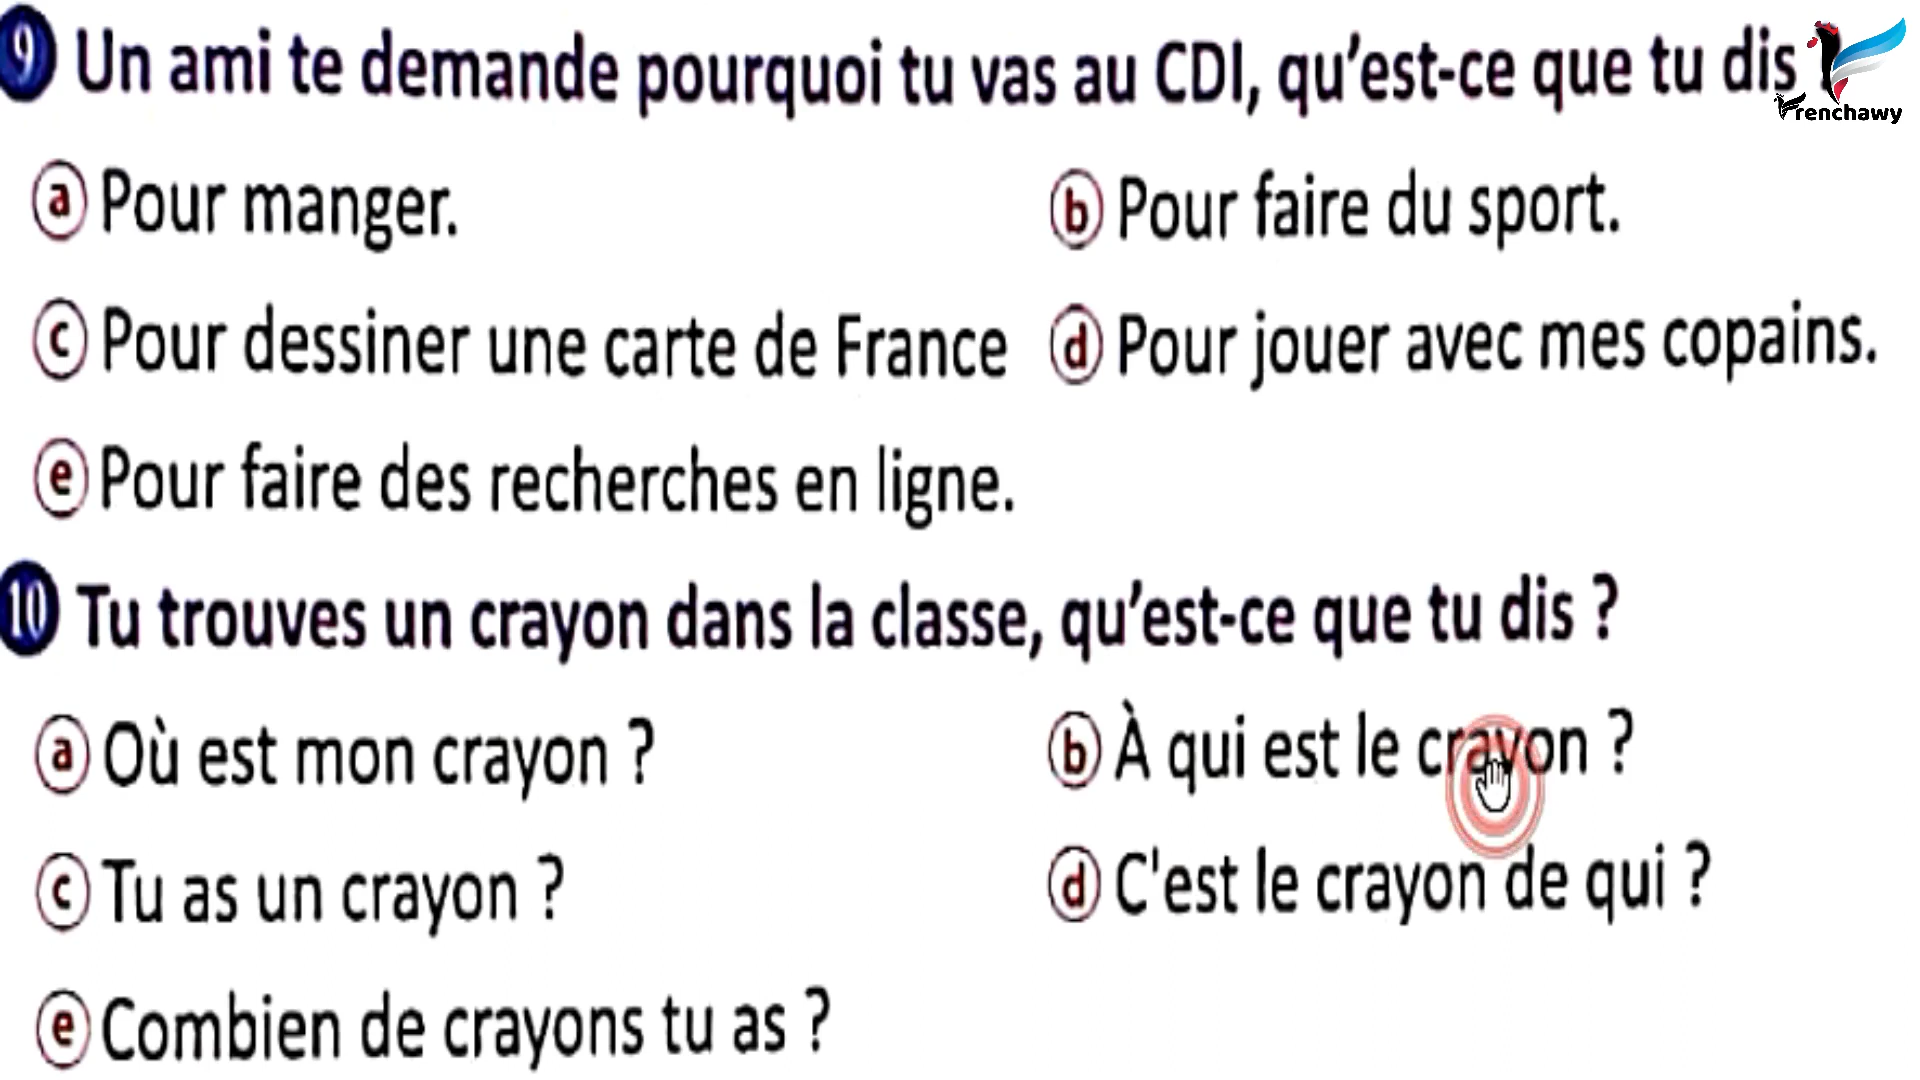 9 Un ami te demande pourquoi tu vas au CDI, qu'est-ce que tu dis
Frenchawy
a Pour manger.
b Pour faire du sport.
c Pour dessiner une carte de France
d Pour jouer avec mes copains.
e Pour faire des recherches en ligne.
10 Tu trouves un crayon dans la classe, qu'est-ce que tu dis ?
a Où est mon crayon ?
b À qui est le crayon ?
c Tu as un crayon ?
d C'est le crayon de qui ?
e Combien de crayons tu as ?